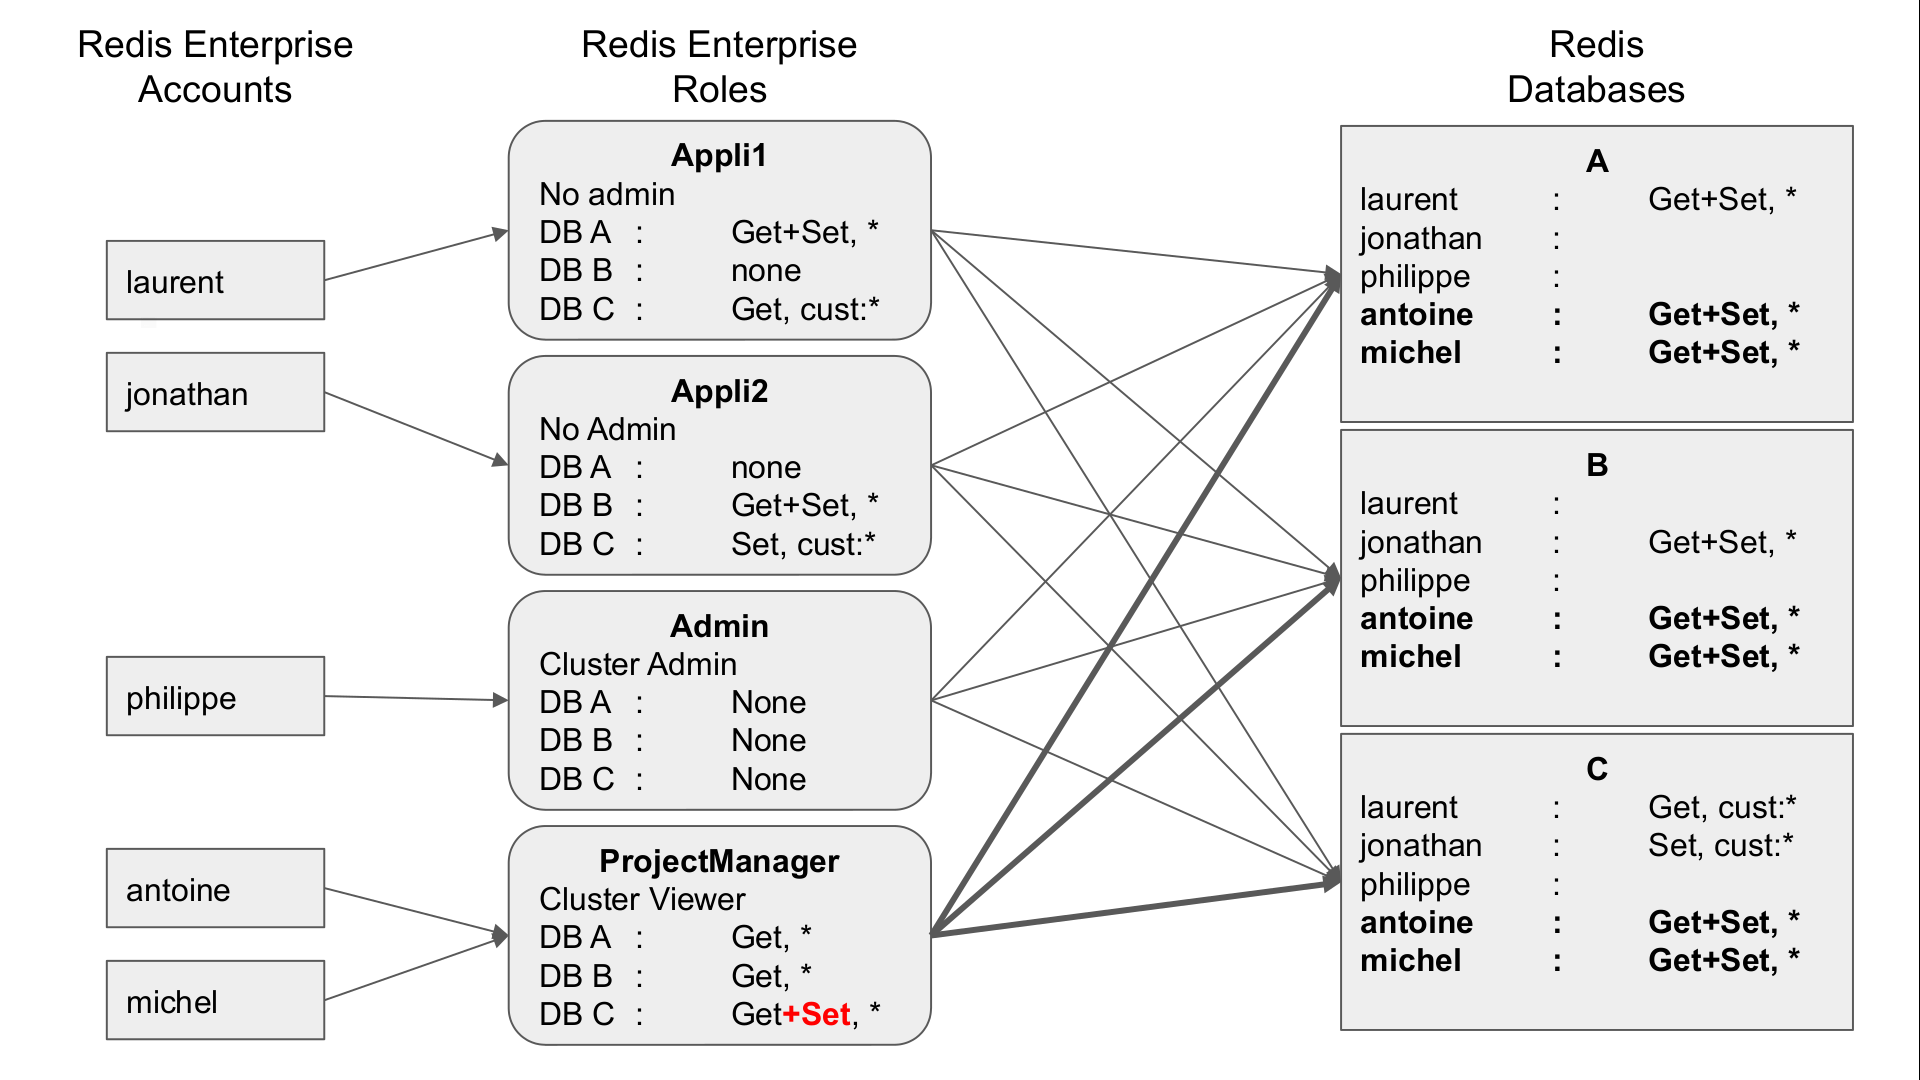 Redis Enterprise
Accounts
Redis Enterprise
Roles
Redis
Databases
laurent
jonathan
philippe
antoine
michel
Appli1
No admin
DB A : Get+Set, *
DB B : none
DB C : Get, cust:*
Appli2
No Admin
DB A : none
DB B : Get+Set, *
DB C : Set, cust:*
Admin
Cluster Admin
DB A : None
DB B : None
DB C : None
ProjectManager
Cluster Viewer
DB A : Get, *
DB B : Get, *
DB C : Get+Set, *
A
laurent : Get+Set, *
jonathan :
philippe :
antoine : Get+Set, *
michel : Get+Set, *
B
laurent :
jonathan : Get+Set, *
philippe :
antoine : Get+Set, *
michel : Get+Set, *
C
laurent : Get, cust:*
jonathan : Set, cust:*
philippe :
antoine : Get+Set, *
michel : Get+Set, *